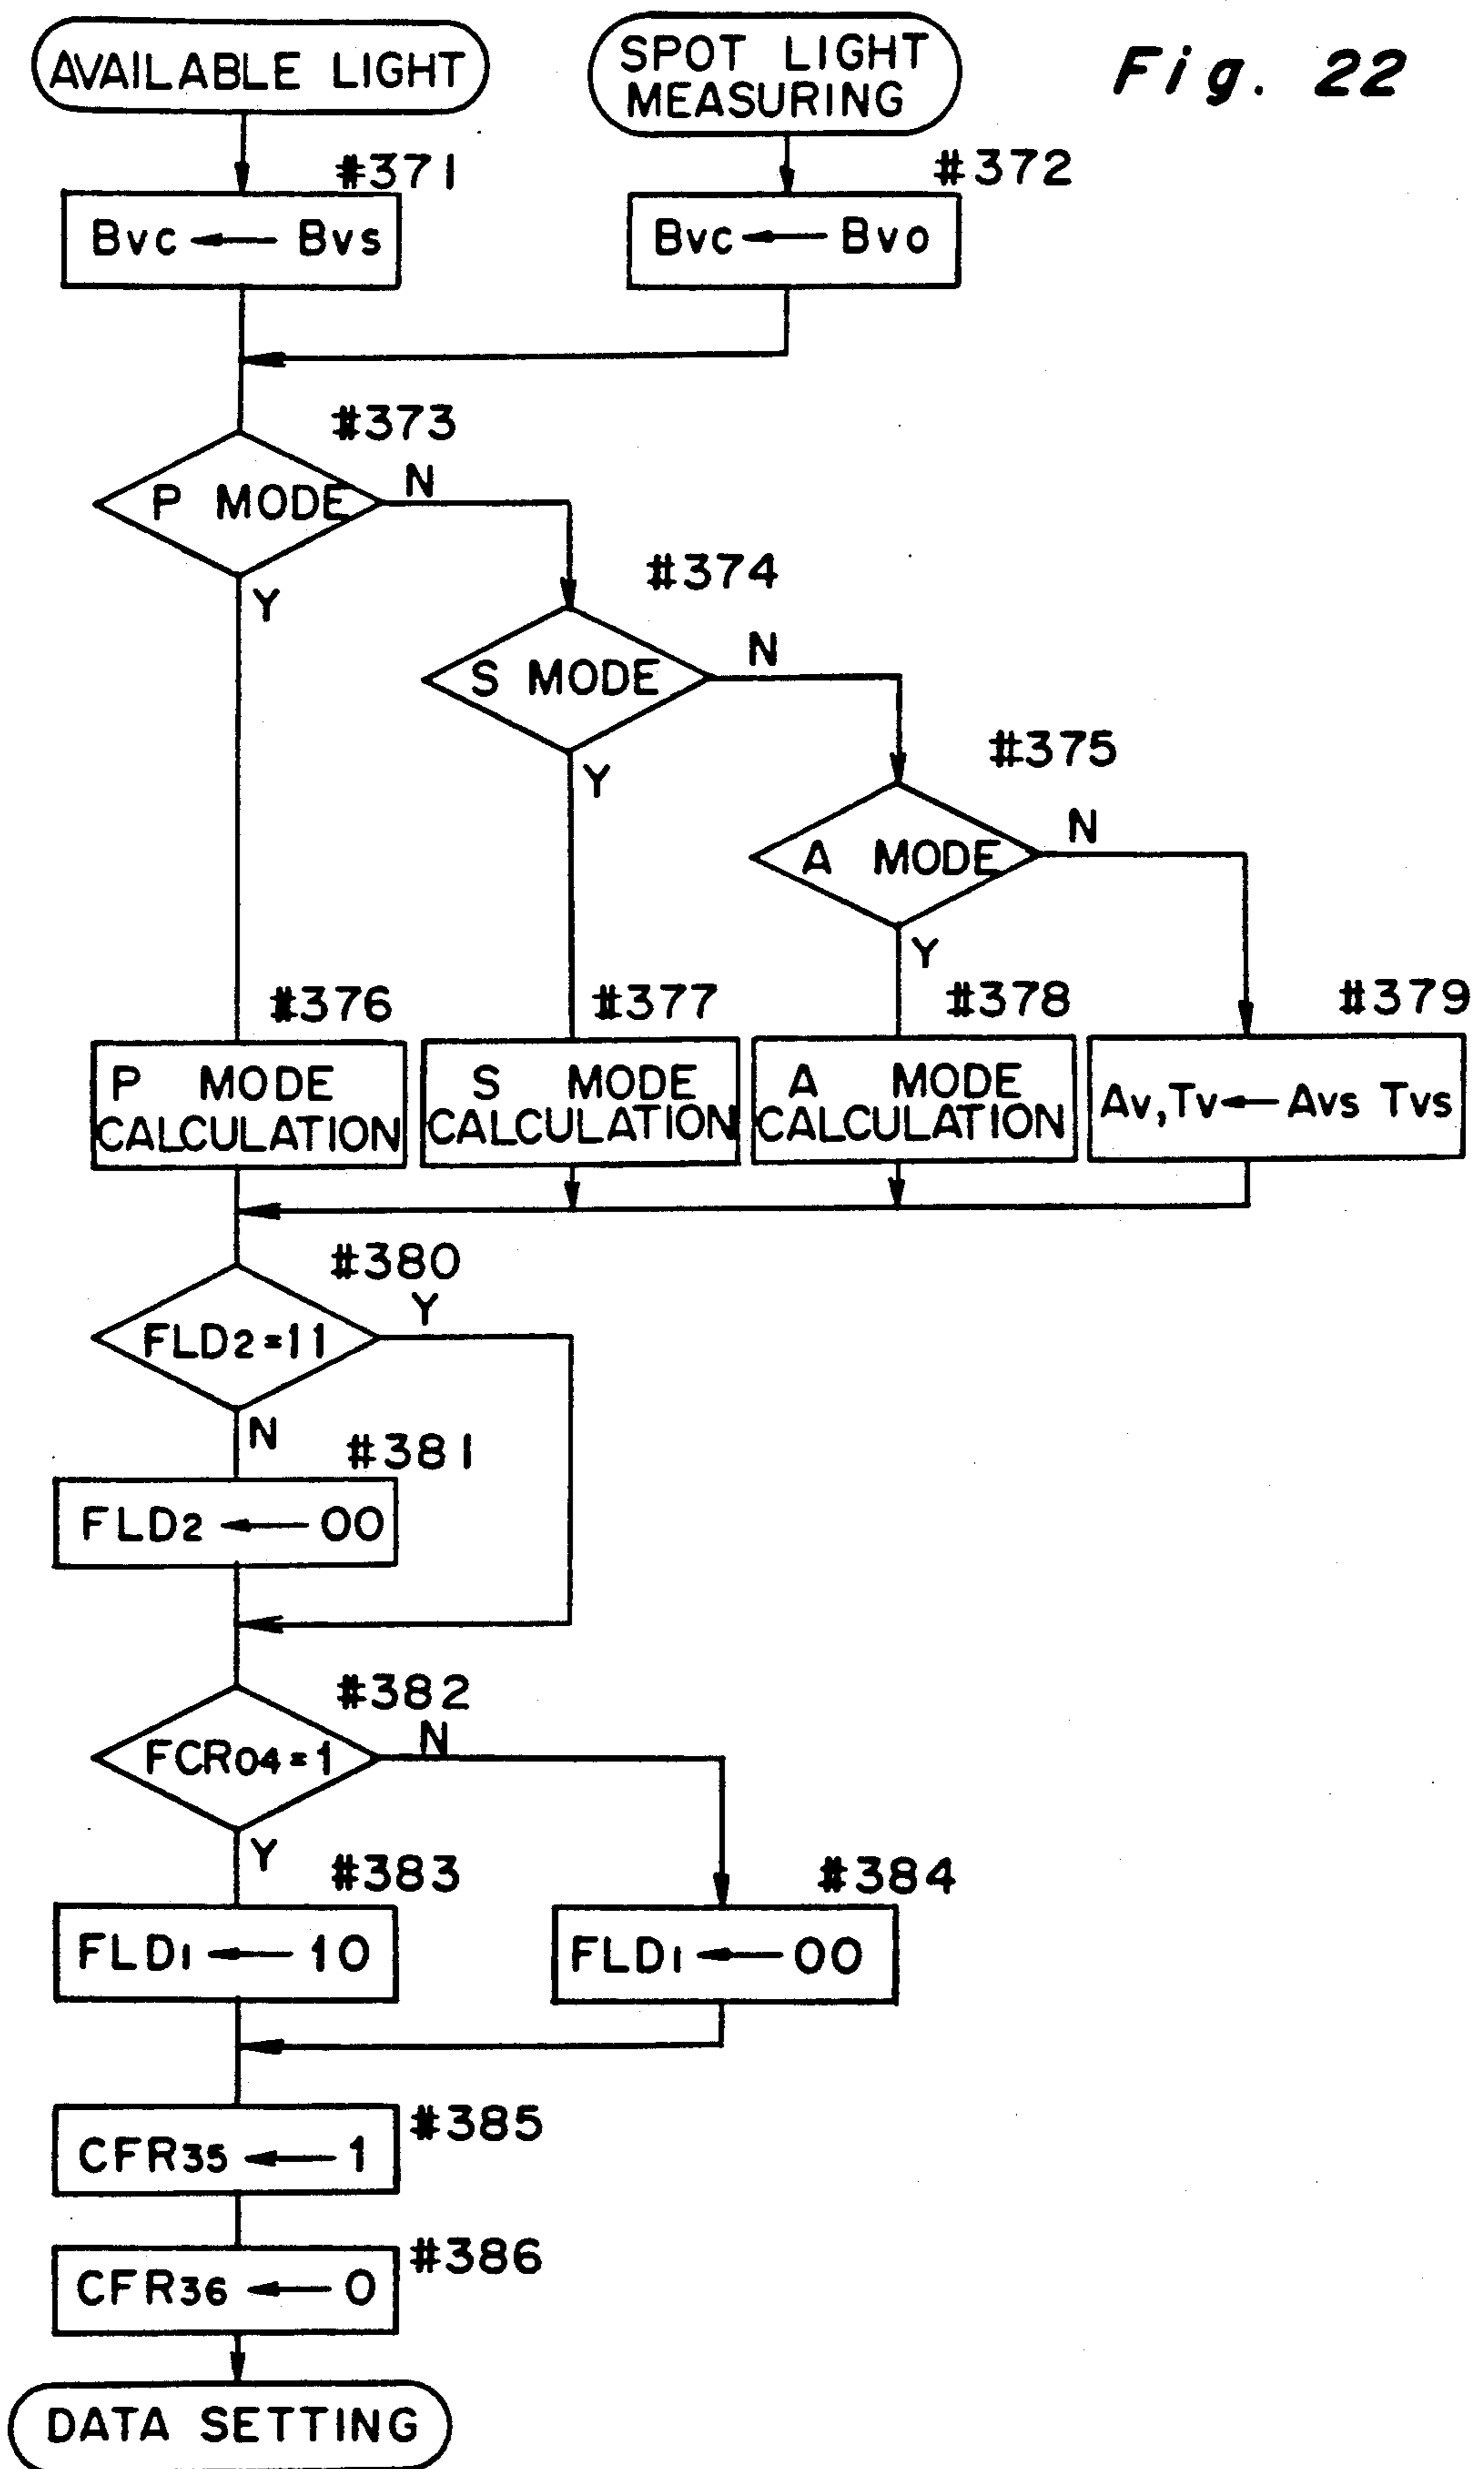 AVAILABLE LIGHT
SPOT LIGHT
MEASURING
Fig. 22
#371
Bvc ← Bvs
#372
Bvc ← Bvo
#373
P MODE
N
Y
#374
S MODE
N
Y
#375
A MODE
N
Y
#376
P MODE
CALCULATION
#377
S MODE
CALCULATION
#378
A MODE
CALCULATION
#379
Av,Tv ← Avs Tvs
#380
FLD2=11
Y
N
#381
FLD2 ← 00
#382
FCR04=1
N
Y
#383
FLD1 ← 10
#384
FLD1 ← 00
#385
CFR35 ← 1
#386
CFR36 ← 0
DATA SETTING